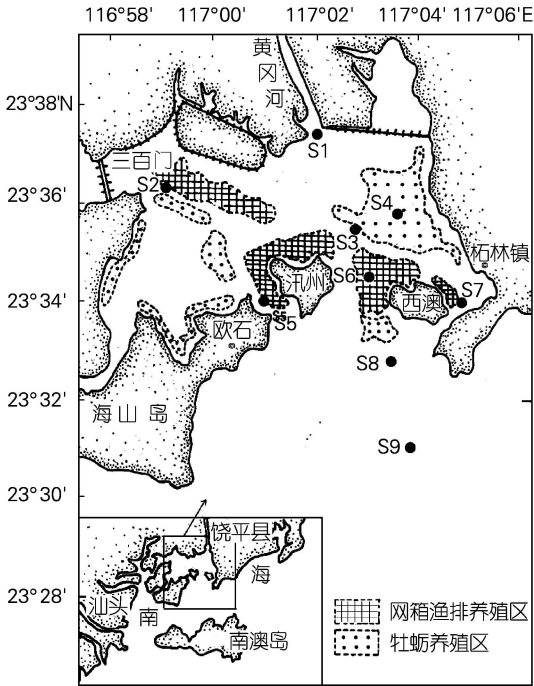 116°58' 117°00' 117°02' 117°04' 117°06'E
黄冈河
23°38'N
S1
三百门
S2
23°36'
S4
S3
柘林镇
S6
汛州
西澳
S7
23°34'
S5
欧石
S8
23°32'
海山岛
S9
23°30'
饶平县
海
23°28'
汕头
南
南澳岛
网箱渔排养殖区
牡蛎养殖区